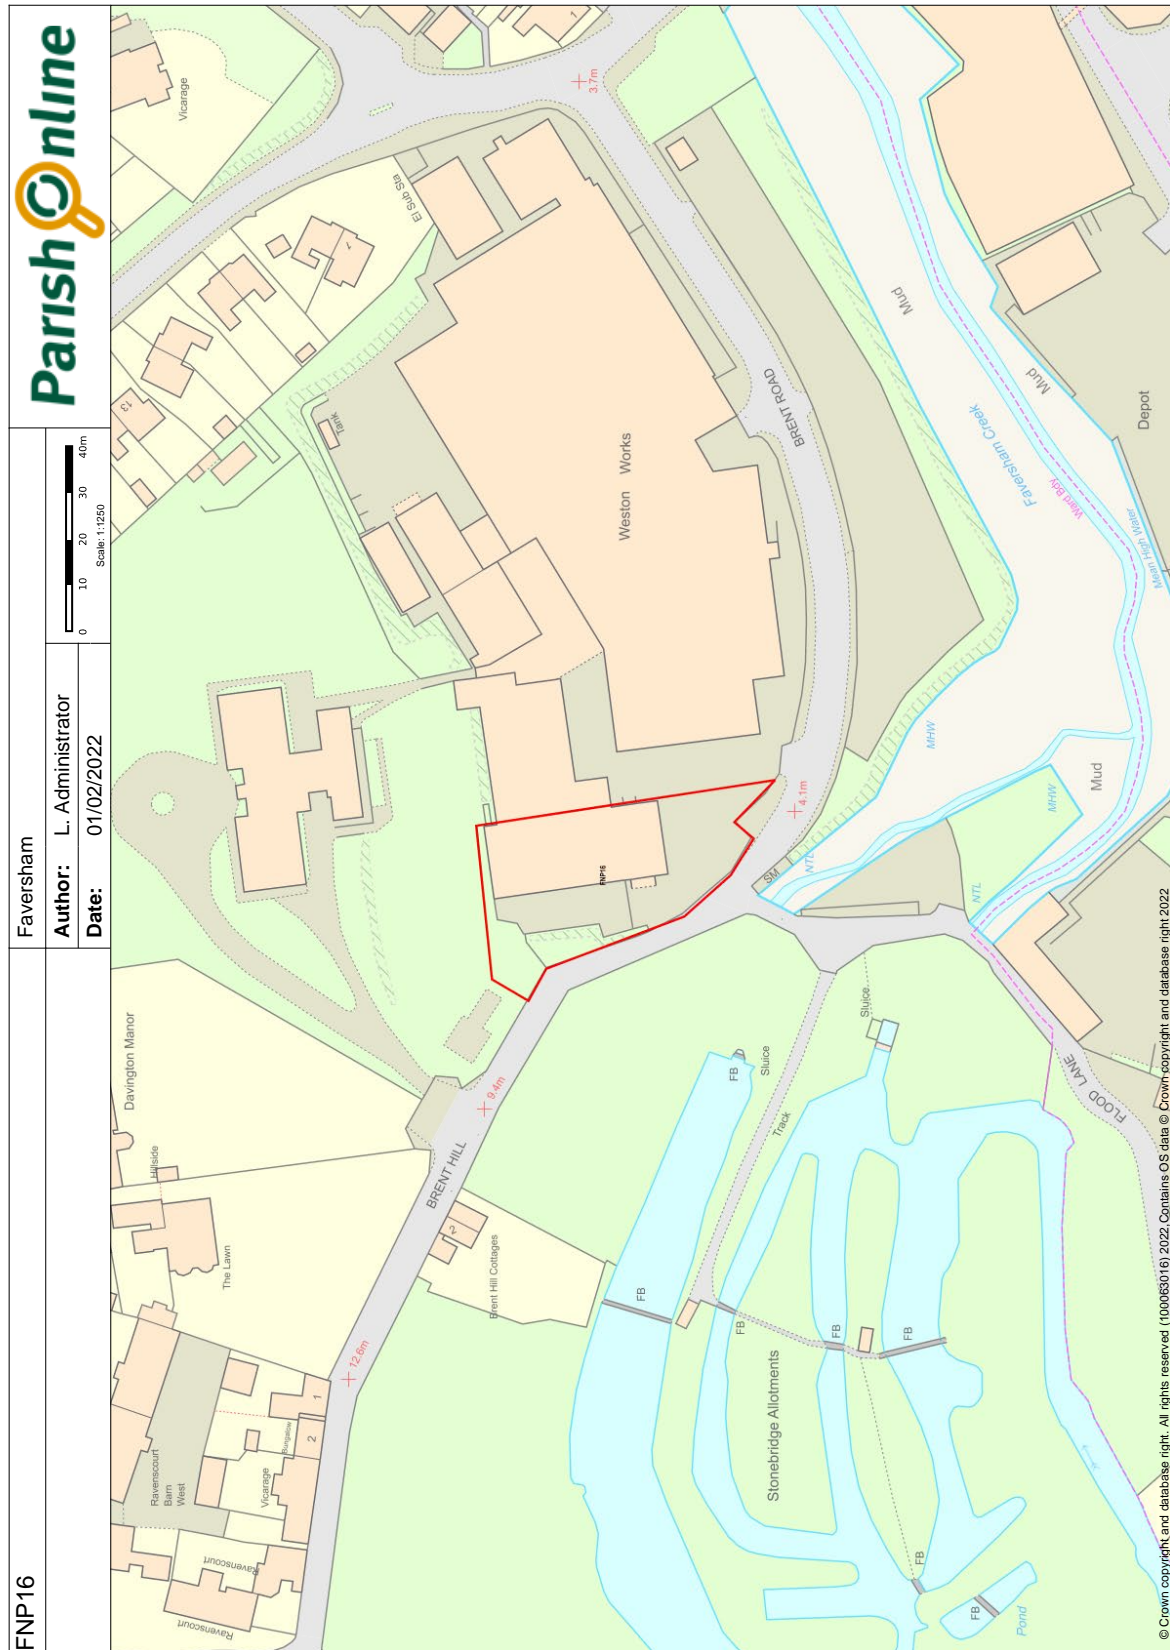 FNP16
Faversham
Author: L. Administrator
Date: 01/02/2022
0 10 20 30 40m
Scale: 1:1250
Parish Online
Vicarage
1
3.7m
El Sub Sta
7
13
Tank
Weston Works
BRENT ROAD
Mud
Mud
Faversham Creek
Ward Bdy
Mean High Water
Depot
MHW
MHW
Mud
4.1m
NTL
NTL
SM
FNP16
Davington Manor
Hillside
The Lawn
9.4m
BRENT HILL
2
Brent Hill Cottages
12.6m
Ravenscourt
Barn
West
Bungalow
1
2
Vicarage
Ravenscourt
Ravenscourt
Sluice
Sluice
FB
Track
FLOOD LANE
FB
FB
FB
FB
Stonebridge Allotments
FB
FB
Pond
© Crown copyright and database right. All rights reserved (100063016) 2022,Contains OS data © Crown copyright and database right 2022